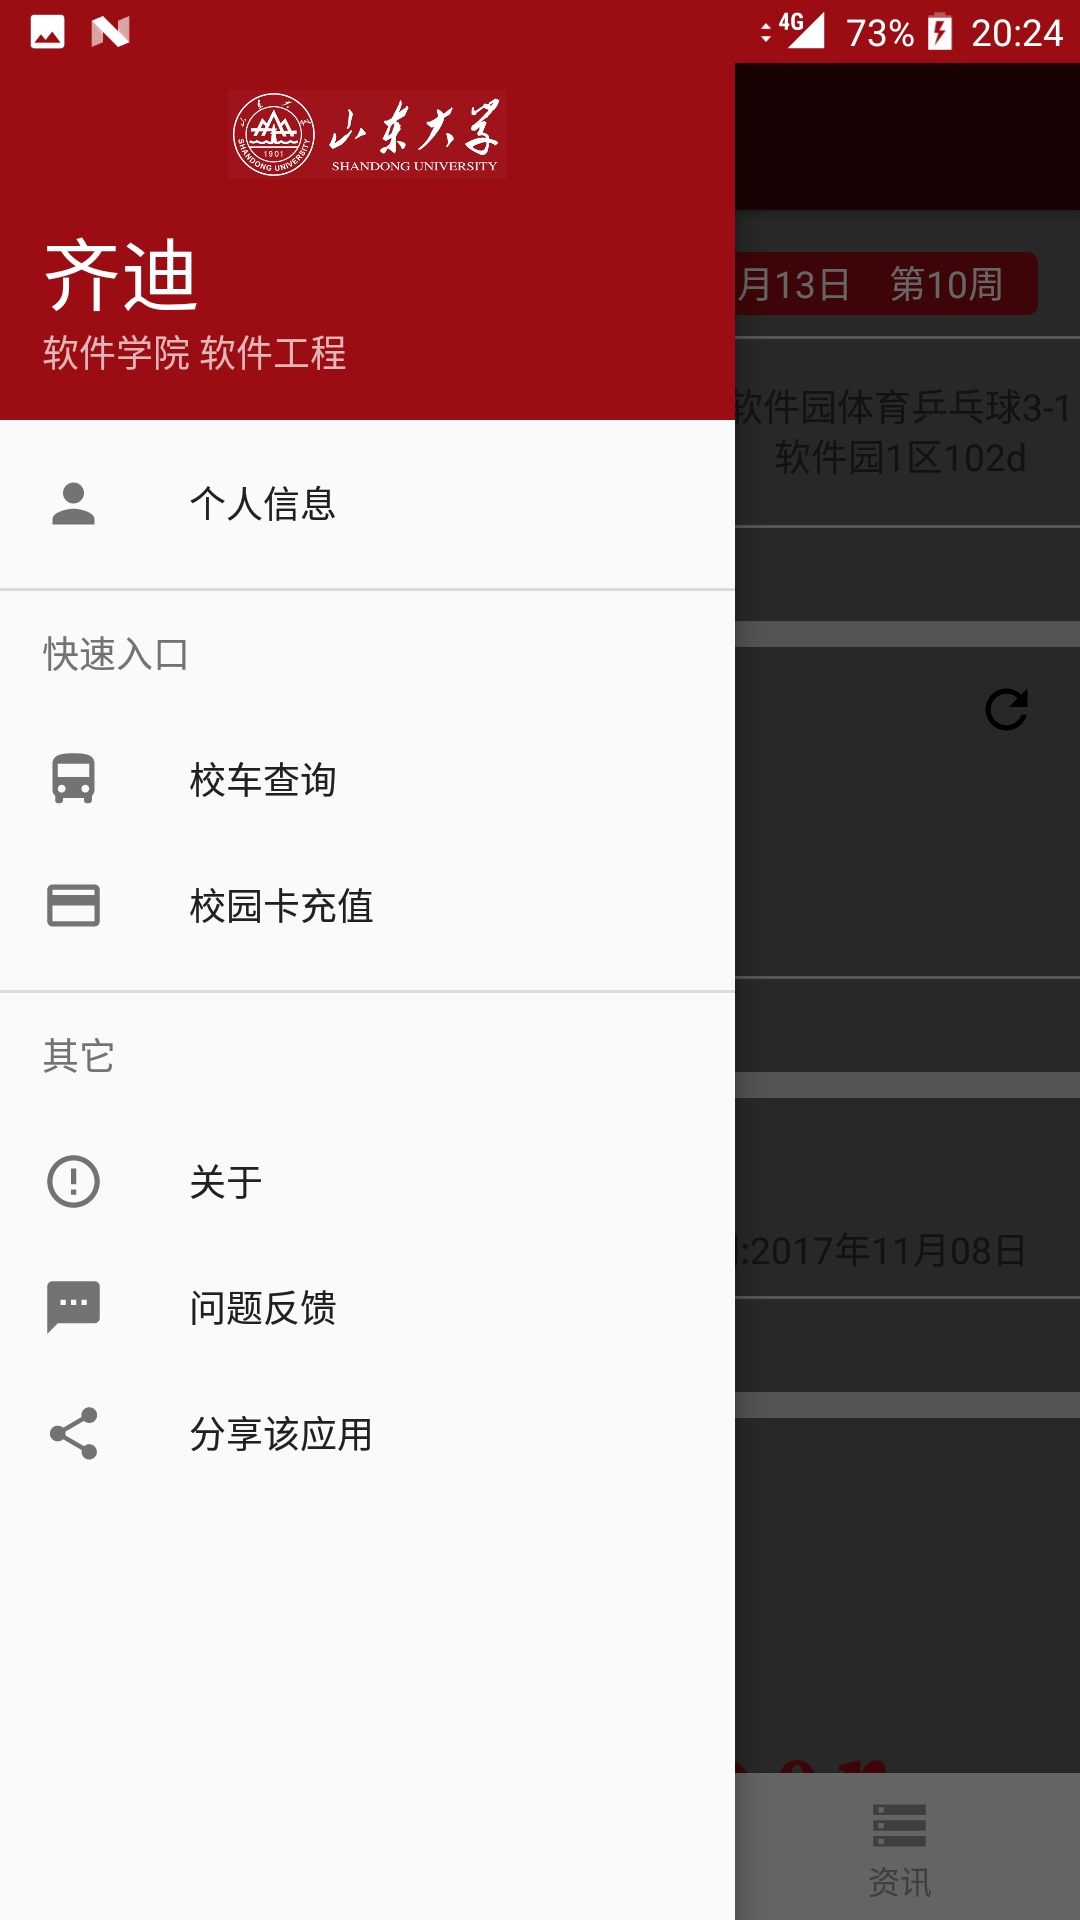 4G 73% 20:24
山东大学
SHANDONG UNIVERSITY
SHANDONG UNIVERSITY
1901
齐迪
软件学院 软件工程
个人信息
快速入口
校车查询
校园卡充值
其它
关于
问题反馈
分享该应用
月13日 第10周
软件园体育乒乓球3-1
软件园1区102d
:2017年11月08日
资讯